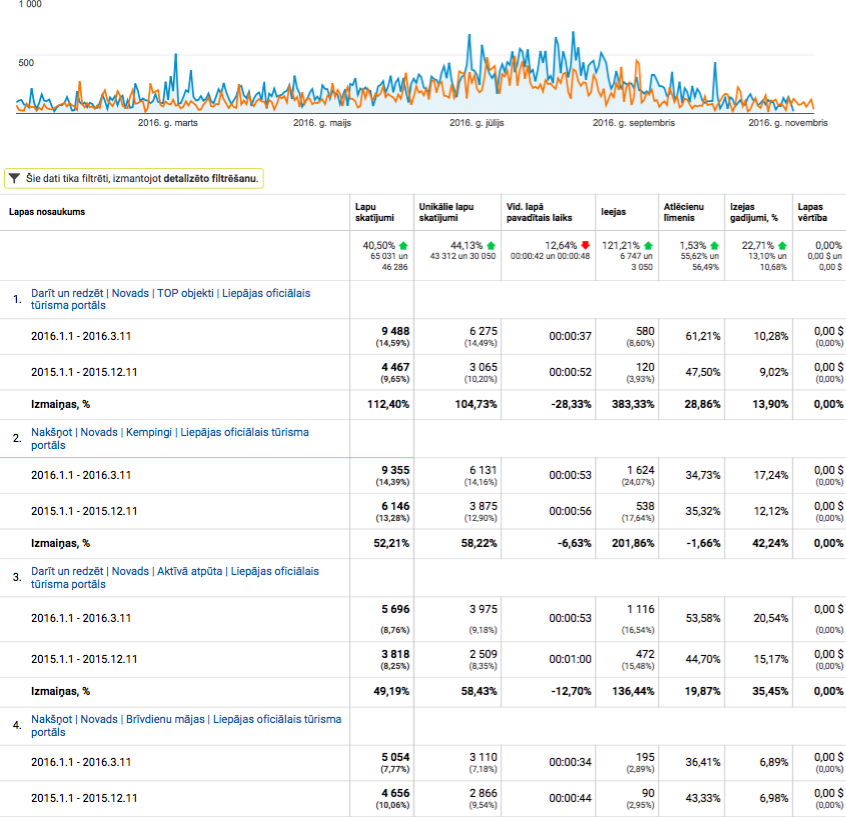 1 000
500
2016. g. marts 2016. g. maijs 2016. g. jūlijs 2016. g. septembris 2016. g. novembris
Šie dati tika filtrēti, izmantojot detalizēto filtrēšanu.
Lapas nosaukums
Lapu skatījumi
Unikālie lapu skatījumi
Vid. lapā pavadītais laiks
Ieejas
Atlēcienu līmenis
Izejas gadījumi, %
Lapas vērtība
40,50% 44,13% 12,64% 121,21% 1,53% 22,71% 0,00%
65 031 un 46 286
43 312 un 30 050
00:00:42 un 00:00:48
6 747 un 3 050
55,62% un 56,49%
13,10% un 10,68%
0,00 $ un 0,00 $
1. Darīt un redzēt | Novads | TOP objekti | Liepājas oficiālais
tūrisma portāls
2016.1.1 - 2016.3.11 9 488 (14,59%) 6 275 (14,49%) 00:00:37 580 (8,60%) 61,21% 10,28% 0,00 $ (0,00%)
2015.1.1 - 2015.12.11 4 467 (9,65%) 3 065 (10,20%) 00:00:52 120 (3,93%) 47,50% 9,02% 0,00 $ (0,00%)
Izmaiņas, % 112,40% 104,73% -28,33% 383,33% 28,86% 13,90% 0,00%
2. Nakšņot | Novads | Kempingi | Liepājas oficiālais tūrisma
portāls
2016.1.1 - 2016.3.11 9 355 (14,39%) 6 131 (14,16%) 00:00:53 1 624 (24,07%) 34,73% 17,24% 0,00 $ (0,00%)
2015.1.1 - 2015.12.11 6 146 (13,28%) 3 875 (12,90%) 00:00:56 538 (17,64%) 35,32% 12,12% 0,00 $ (0,00%)
Izmaiņas, % 52,21% 58,22% -6,63% 201,86% -1,66% 42,24% 0,00%
3. Darīt un redzēt | Novads | Aktīvā atpūta | Liepājas oficiālais
tūrisma portāls
2016.1.1 - 2016.3.11 5 696 (8,76%) 3 975 (9,18%) 00:00:53 1 116 (16,54%) 53,58% 20,54% 0,00 $ (0,00%)
2015.1.1 - 2015.12.11 3 818 (8,25%) 2 509 (8,35%) 00:01:00 472 (15,48%) 44,70% 15,17% 0,00 $ (0,00%)
Izmaiņas, % 49,19% 58,43% -12,70% 136,44% 19,87% 35,45% 0,00%
4. Nakšņot | Novads | Brīvdienu mājas | Liepājas oficiālais tūrisma
portāls
2016.1.1 - 2016.3.11 5 054 (7,77%) 3 110 (7,18%) 00:00:34 195 (2,89%) 36,41% 6,89% 0,00 $ (0,00%)
2015.1.1 - 2015.12.11 4 656 (10,06%) 2 866 (9,54%) 00:00:44 90 (2,95%) 43,33% 6,98% 0,00 $ (0,00%)